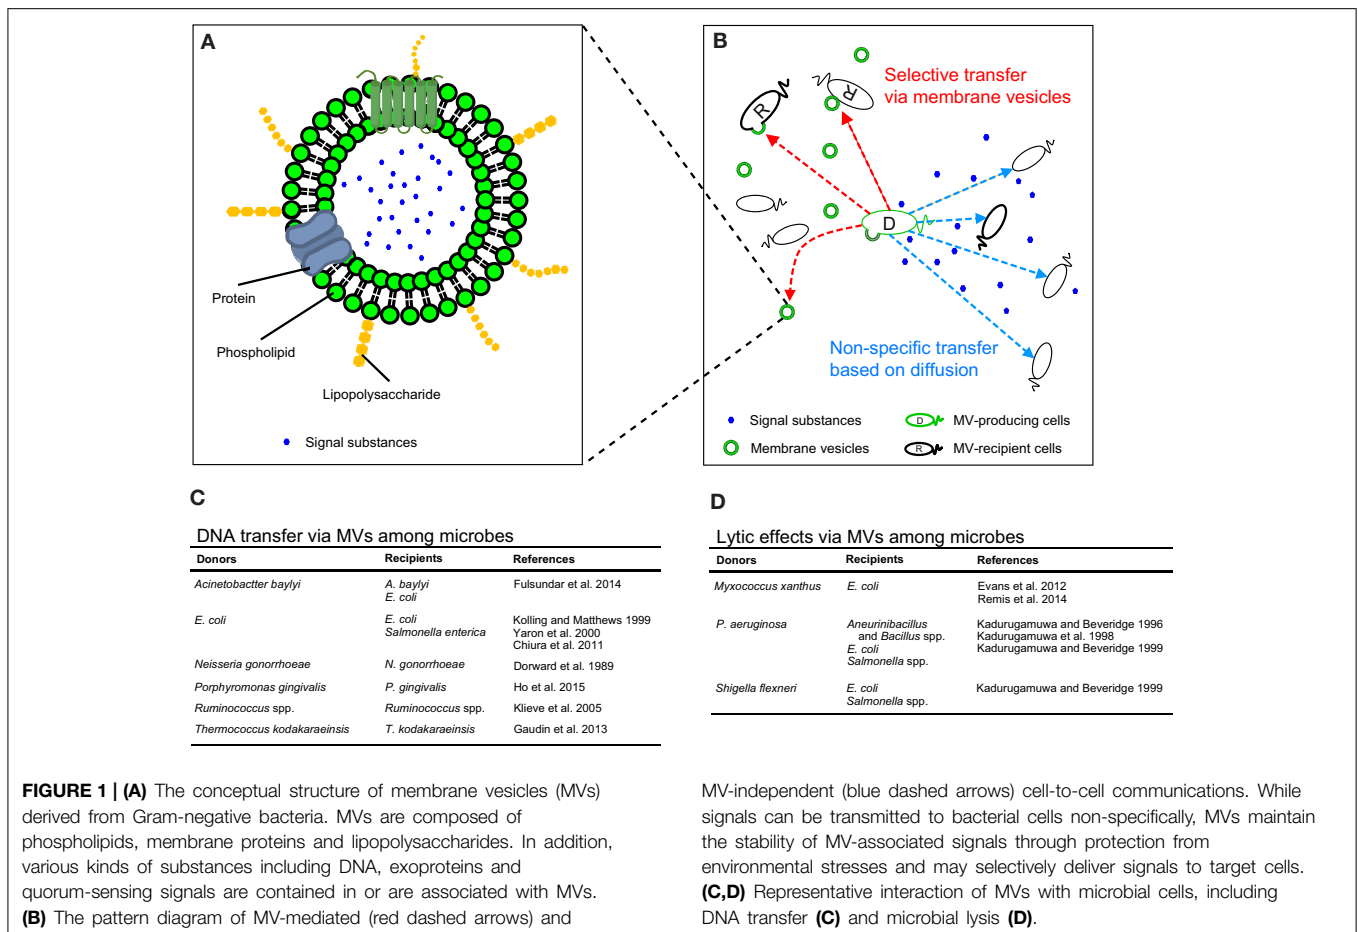 A
Protein
Phospholipid
Lipopolysaccharide
Signal substances
B
Selective transfer
via membrane vesicles
R
R
D
Non-specific transfer
based on diffusion
Signal substances
D
MV-producing cells
Membrane vesicles
R
MV-recipient cells
C
DNA transfer via MVs among microbes
Donors Recipients References
Acinetobactter baylyi A. baylyi Fulsundar et al. 2014
E. coli
E. coli E. coli Kolling and Matthews 1999
Salmonella enterica Yaron et al. 2000
Chiura et al. 2011
Neisseria gonorrhoeae N. gonorrhoeae Dorward et al. 1989
Porphyromonas gingivalis P. gingivalis Ho et al. 2015
Ruminococcus spp. Ruminococcus spp. Klieve et al. 2005
Thermococcus kodakaraeinsis T. kodakaraeinsis Gaudin et al. 2013
D
Lytic effects via MVs among microbes
Donors Recipients References
Myxococcus xanthus E. coli Evans et al. 2012
Remis et al. 2014
P. aeruginosa Aneurinibacillus Kadurugamuwa and Beveridge 1996
and Bacillus spp. Kadurugamuwa et al. 1998
E. coli Kadurugamuwa and Beveridge 1999
Salmonella spp.
Shigella flexneri E. coli Kadurugamuwa and Beveridge 1999
Salmonella spp.
FIGURE 1 | (A) The conceptual structure of membrane vesicles (MVs)
derived from Gram-negative bacteria. MVs are composed of
phospholipids, membrane proteins and lipopolysaccharides. In addition,
various kinds of substances including DNA, exoproteins and
quorum-sensing signals are contained in or are associated with MVs.
(B) The pattern diagram of MV-mediated (red dashed arrows) and
MV-independent (blue dashed arrows) cell-to-cell communications. While
signals can be transmitted to bacterial cells non-specifically, MVs maintain
the stability of MV-associated signals through protection from
environmental stresses and may selectively deliver signals to target cells.
(C,D) Representative interaction of MVs with microbial cells, including
DNA transfer (C) and microbial lysis (D).